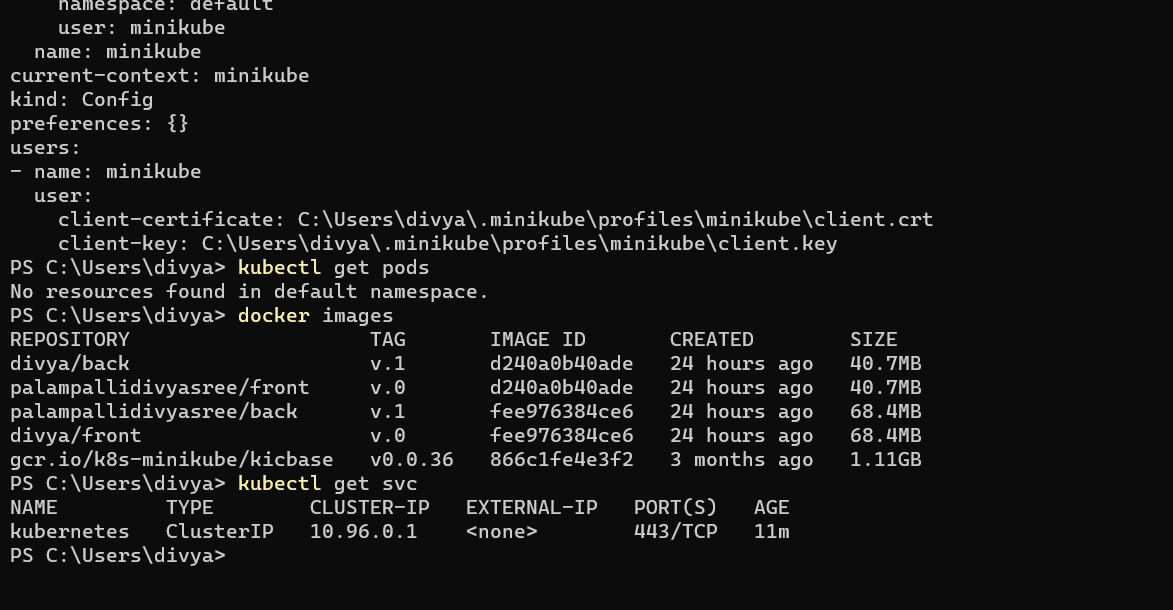 namespace: default
    user: minikube
  name: minikube
current-context: minikube
kind: Config
preferences: {}
users:
- name: minikube
  user:
    client-certificate: C:\Users\divya\.minikube\profiles\minikube\client.crt
    client-key: C:\Users\divya\.minikube\profiles\minikube\client.key
PS C:\Users\divya> kubectl get pods
No resources found in default namespace.
PS C:\Users\divya> docker images
REPOSITORY                    TAG       IMAGE ID       CREATED        SIZE
divya/back                    v.1       d240a0b40ade   24 hours ago   40.7MB
palampallidivyasree/front     v.0       d240a0b40ade   24 hours ago   40.7MB
palampallidivyasree/back      v.1       fee976384ce6   24 hours ago   68.4MB
divya/front                   v.0       fee976384ce6   24 hours ago   68.4MB
gcr.io/k8s-minikube/kicbase   v0.0.36   866c1fe4e3f2   3 months ago   1.11GB
PS C:\Users\divya> kubectl get svc
NAME         TYPE        CLUSTER-IP   EXTERNAL-IP   PORT(S)   AGE
kubernetes   ClusterIP   10.96.0.1    <none>        443/TCP   11m
PS C:\Users\divya>